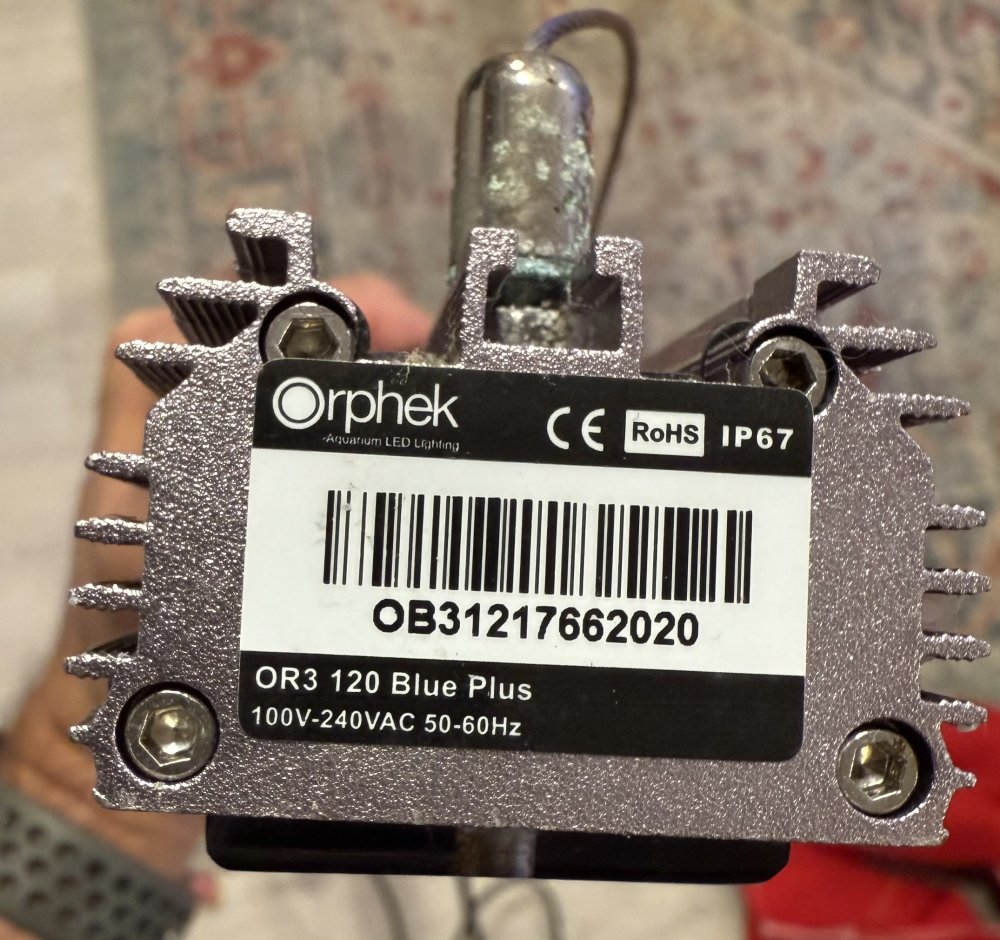 Orphek
-Aquarium LED Lighting
CE RoHS IP67
OB31217662020
OR3 120 Blue Plus
100V-240VAC 50-60Hz